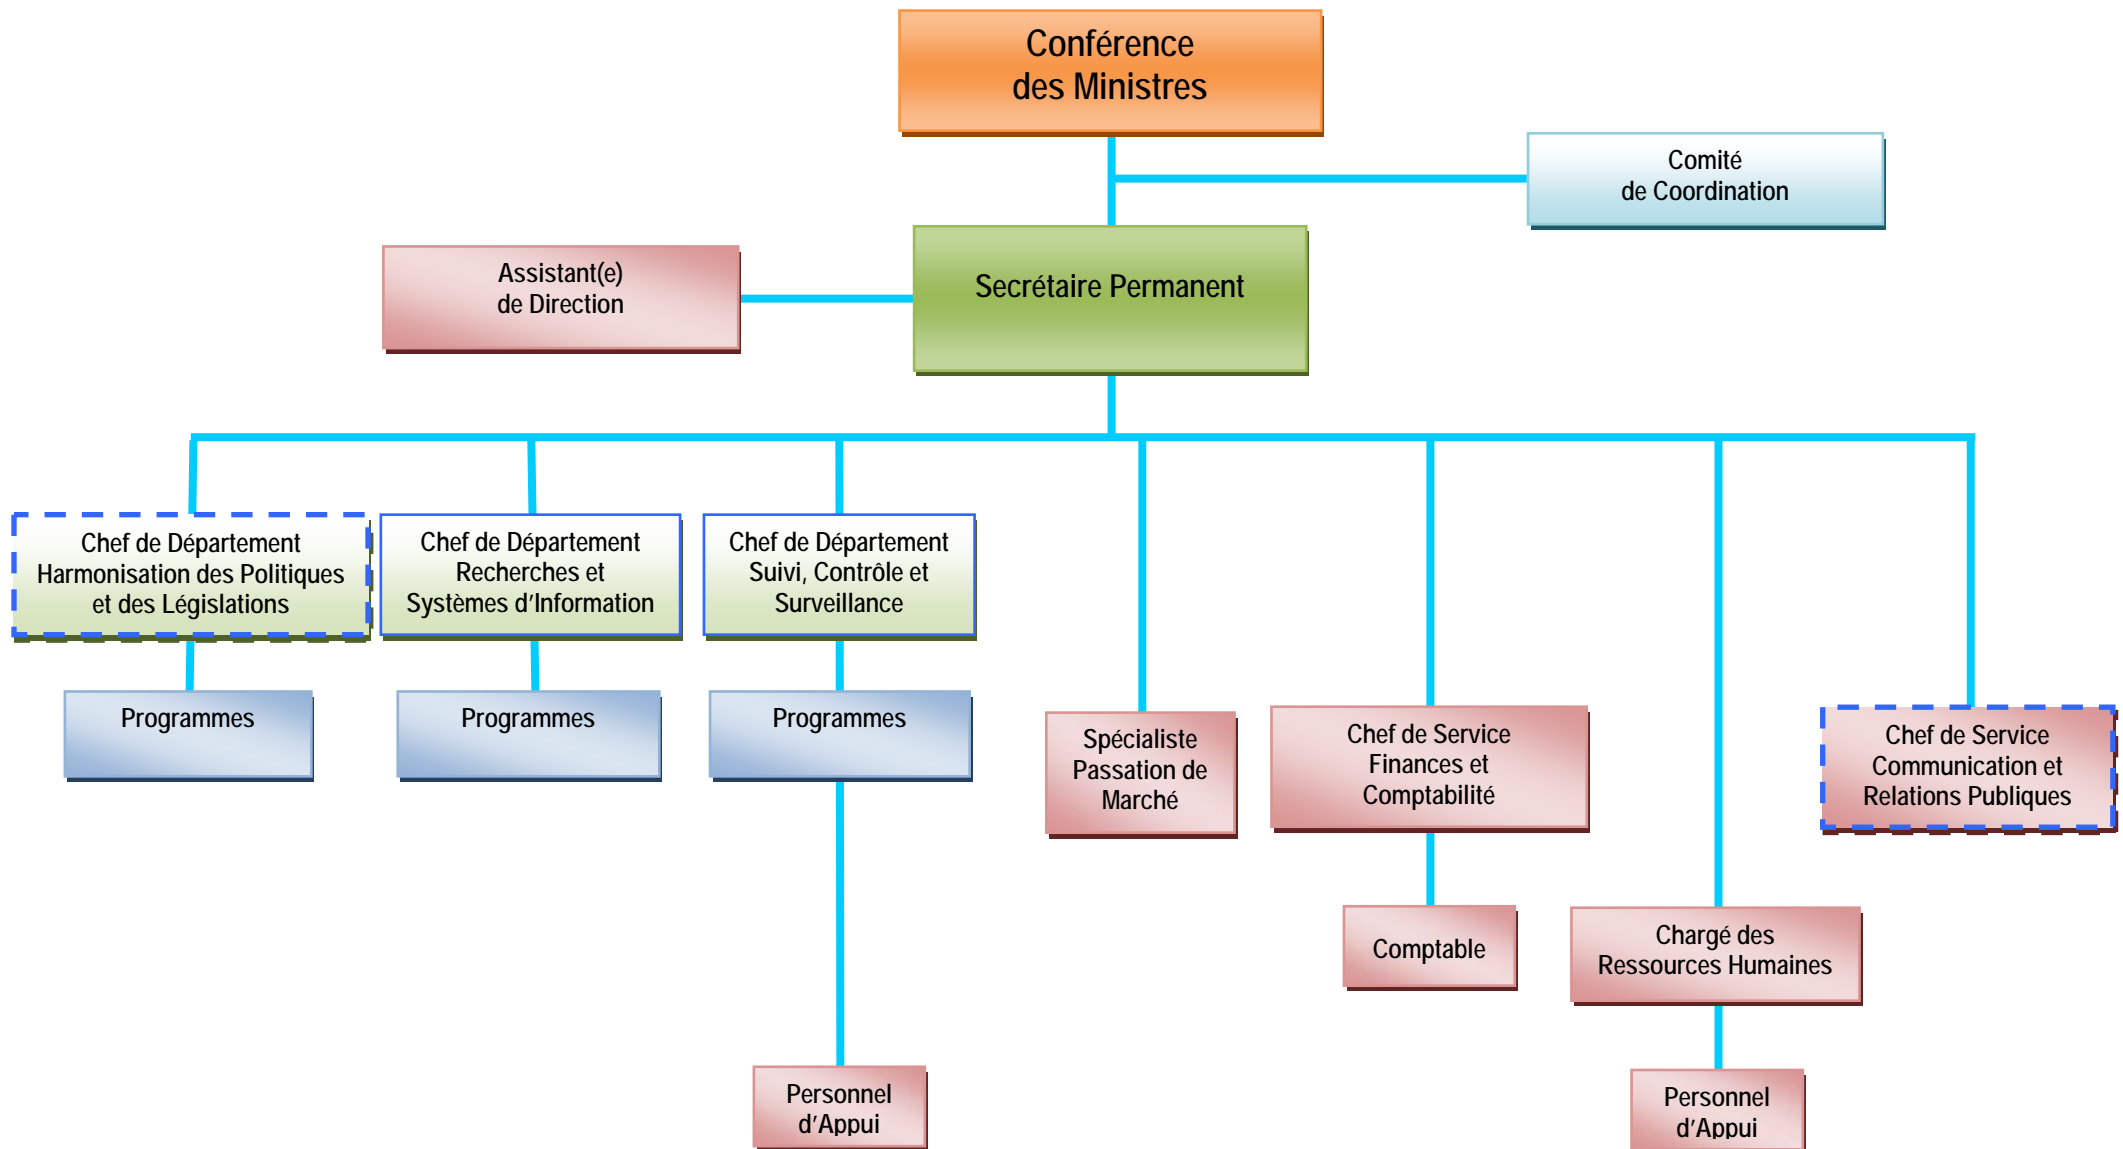 Conférence
des Ministres
Comité
de Coordination
Assistant(e)
de Direction
Secrétaire Permanent
Chef de Département
Harmonisation des Politiques
et des Législations
Chef de Département
Recherches et
Systèmes d’Information
Chef de Département
Suivi, Contrôle et
Surveillance
Programmes
Programmes
Programmes
Spécialiste
Passation de
Marché
Chef de Service
Finances et
Comptabilité
Chef de Service
Communication et
Relations Publiques
Comptable
Chargé des
Ressources Humaines
Personnel
d’Appui
Personnel
d’Appui